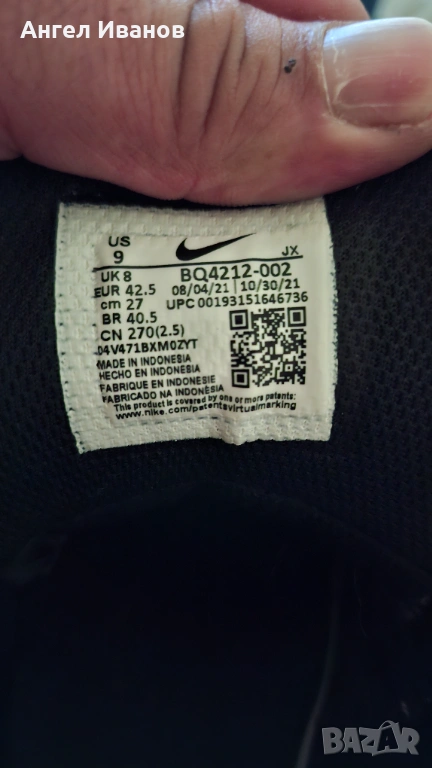 Ангел Иванов
US
9
JX
UK 8
BQ4212-002
EUR 42.5
08/04/21 10/30/21
cm 27
UPC 00193151646736
BR 40.5
CN 270(2.5)
04V471BXM0ZYT
MADE IN INDONESIA
HECHO EN INDONESIA
FABRIQUE EN INDONESIE
FABRICADO NA INDONÉSIA
This product is covered by one or more patents:
www.nike.com/patentsvirtualmarking
BAZAR